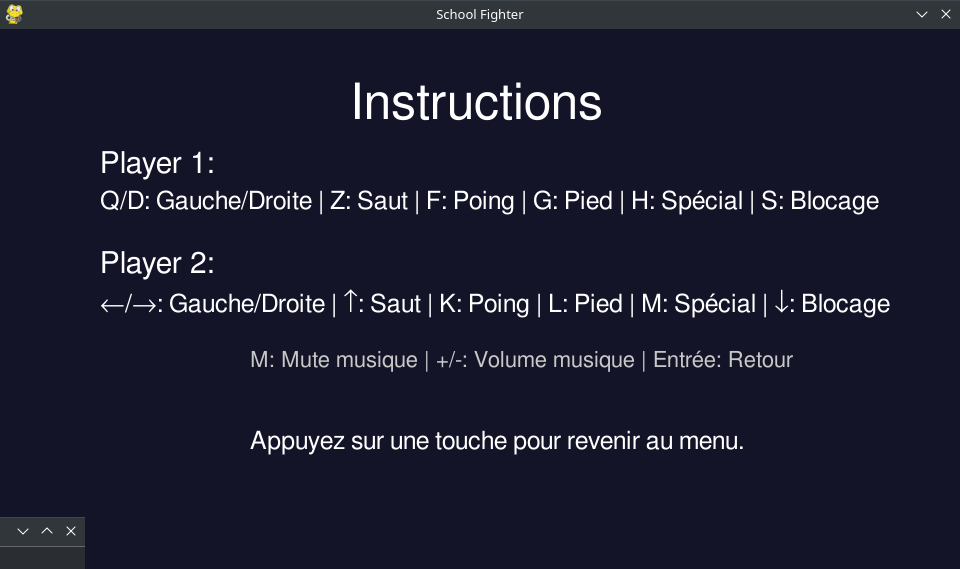 School Fighter
Instructions
Player 1:
Q/D: Gauche/Droite | Z: Saut | F: Poing | G: Pied | H: Spécial | S: Blocage
Player 2:
←/→: Gauche/Droite | ↑: Saut | K: Poing | L: Pied | M: Spécial | ↓: Blocage
M: Mute musique | +/-: Volume musique | Entrée: Retour
Appuyez sur une touche pour revenir au menu.